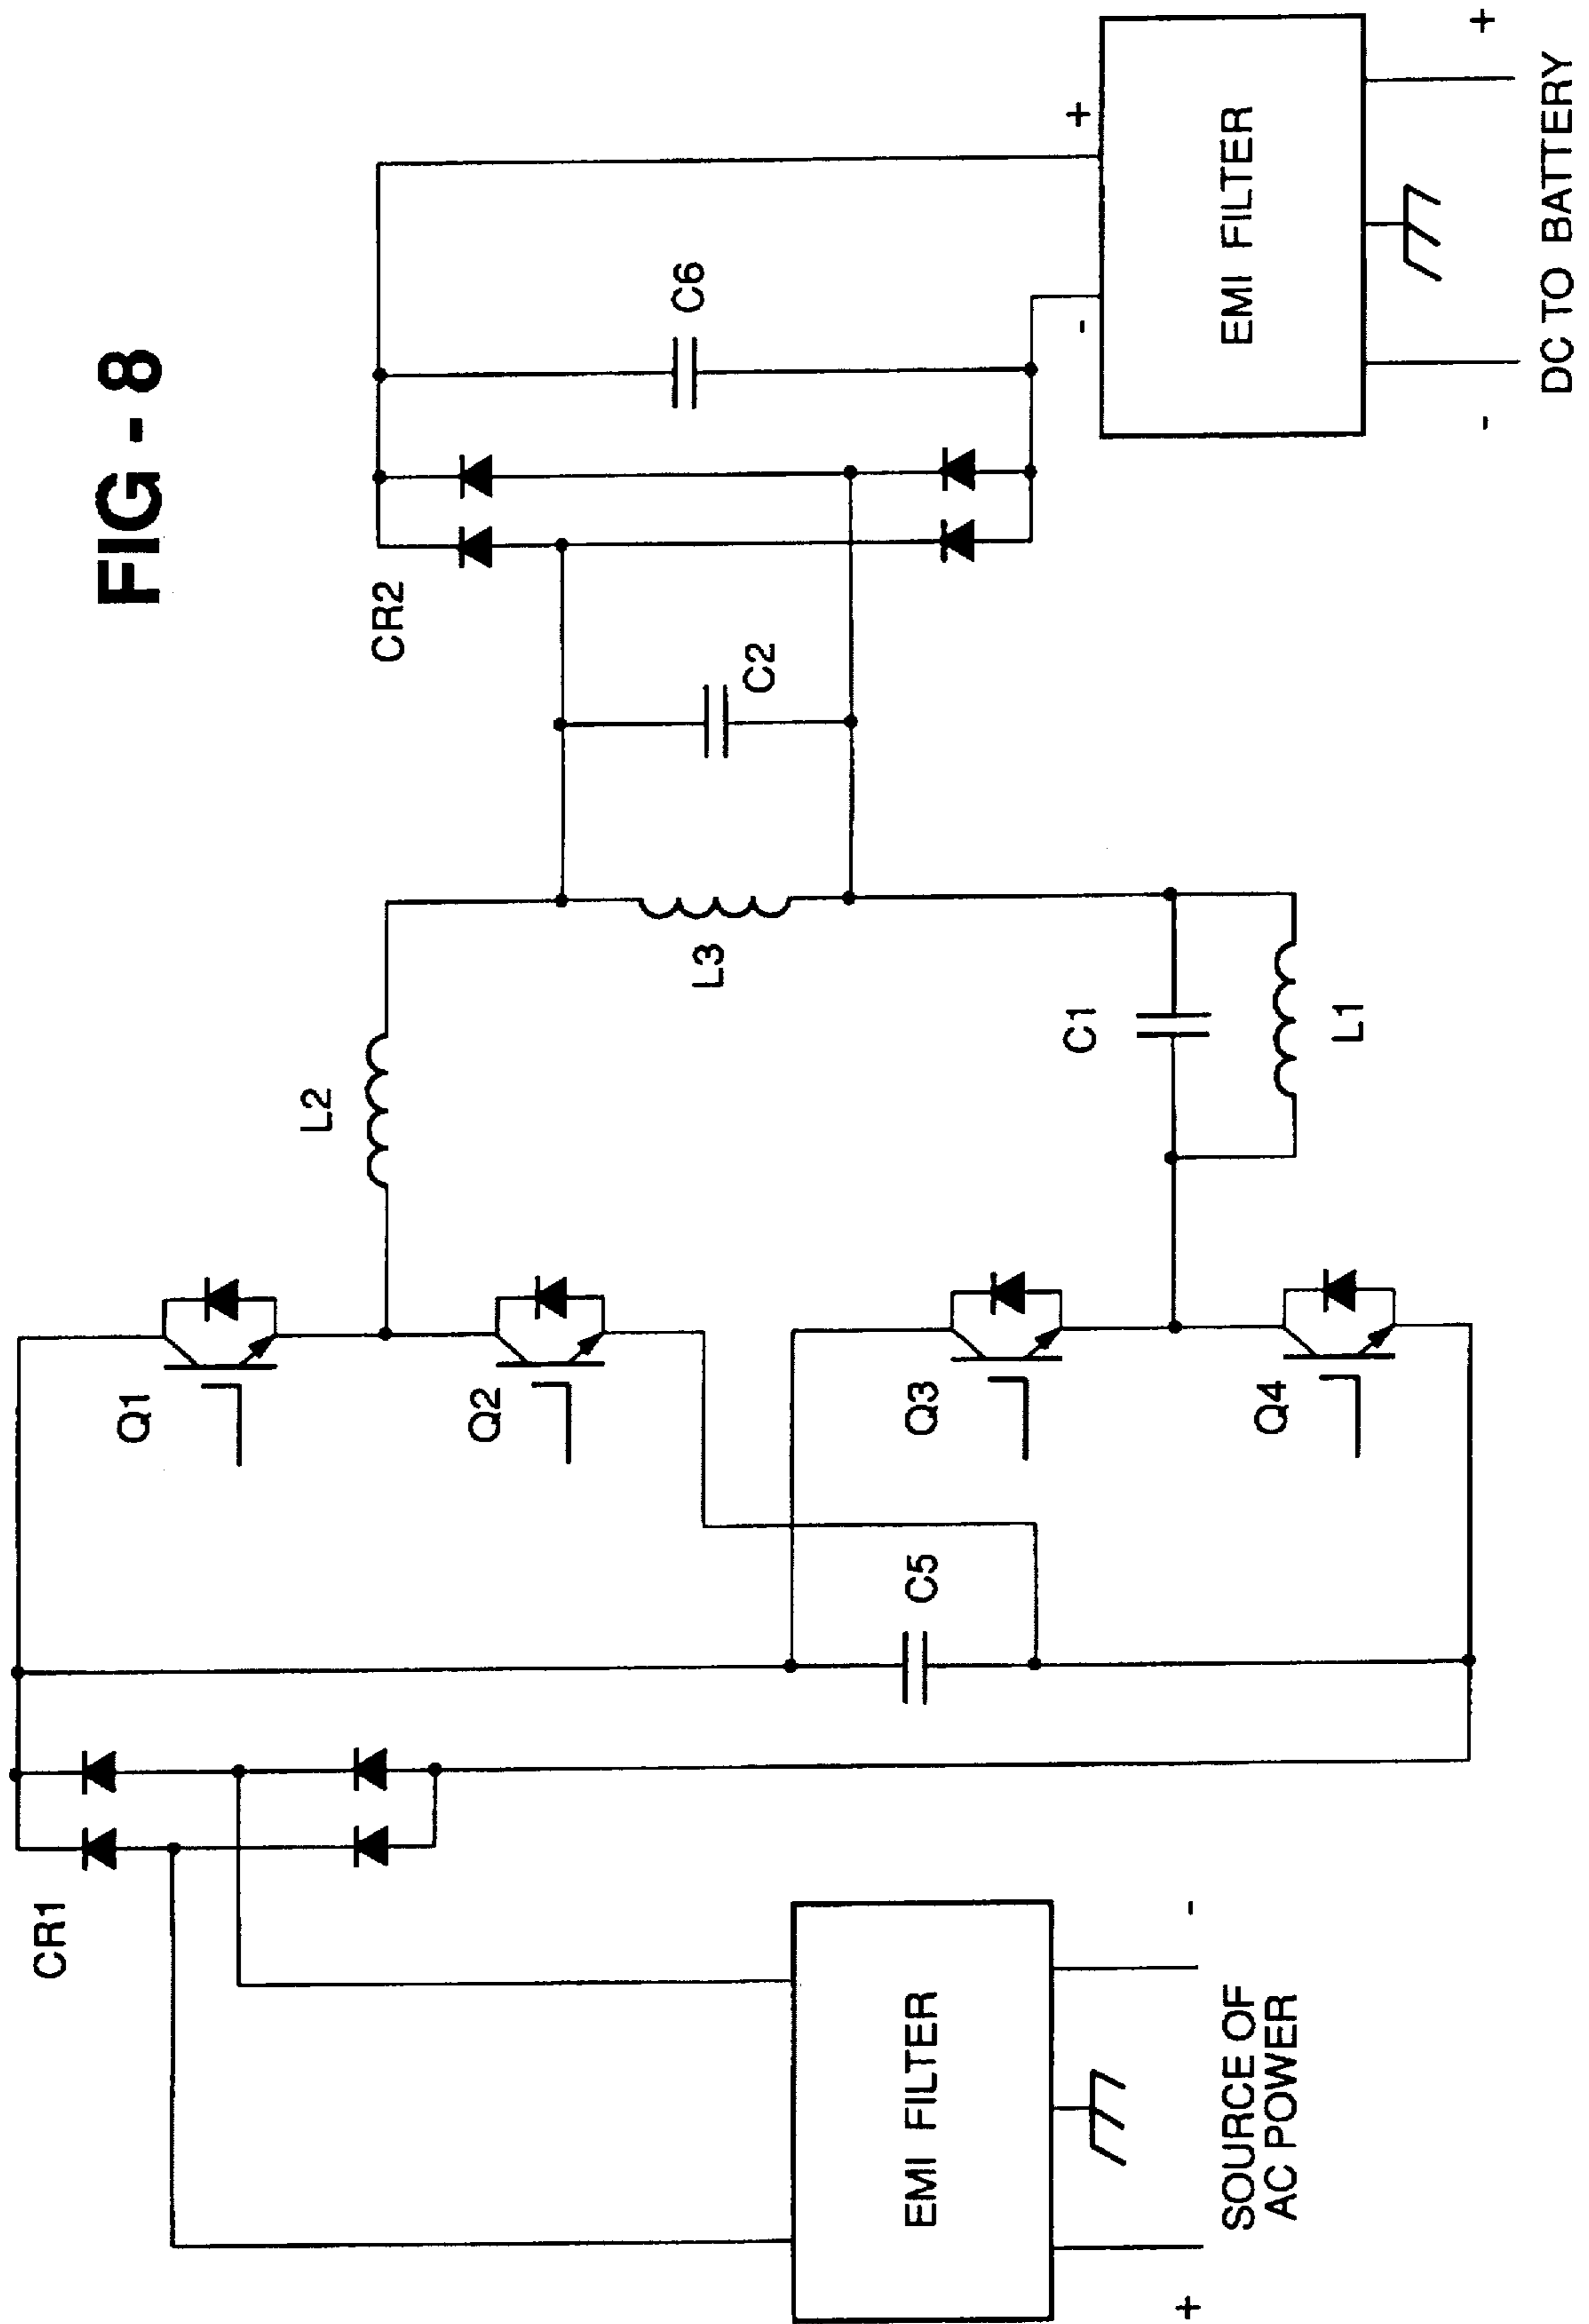 FIG - 8
CR1
EMI FILTER
+
-
SOURCE OF
AC POWER
C5
Q1
Q2
Q3
Q4
L2
L3
C1
L1
C2
CR2
C6
+
-
EMI FILTER
-
+
DC TO BATTERY